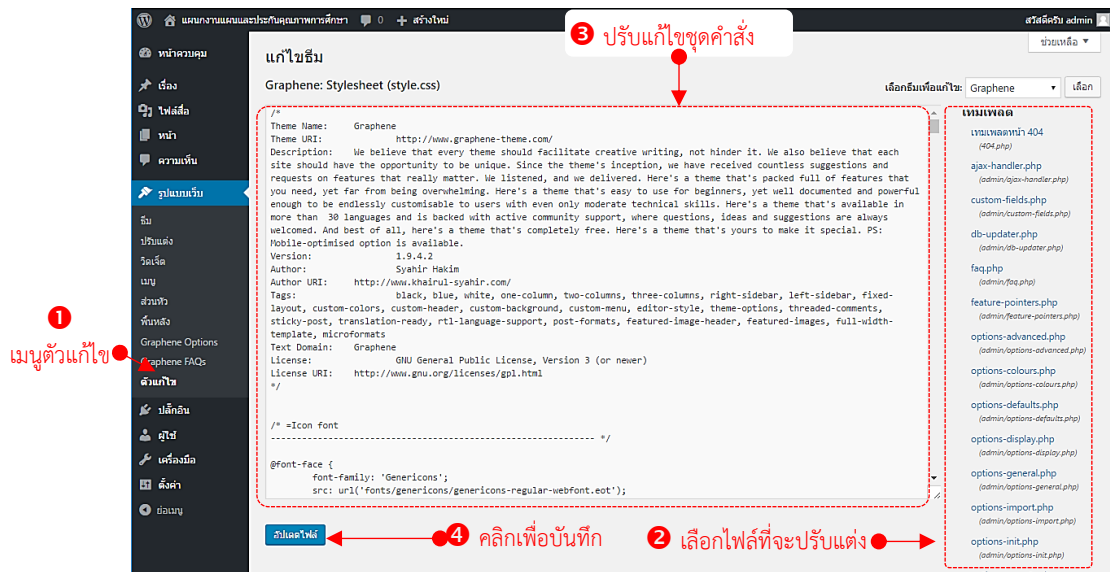 แผนกงานแผนและประกันคุณภาพการศึกษา 0 + สร้างใหม่
สวัสดีครับ admin
❸ ปรับแก้ไขชุดคำสั่ง
ช่วยเหลือ ▼
หน้าควบคุม
เรื่อง
ไฟล์สื่อ
หน้า
ความเห็น
รูปแบบเว็บ
ธีม
ปรับแต่ง
วิดเจ็ต
เมนู
ส่วนหัว
พื้นหลัง
Graphene Options
Graphene FAQs
ตัวแก้ไข
ปลั๊กอิน
ผู้ใช้
เครื่องมือ
ตั้งค่า
ย่อเมนู
❶
เมนูตัวแก้ไข
แก้ไขธีม
Graphene: Stylesheet (style.css)
เลือกธีมเพื่อแก้ไข: Graphene เลือก
/*
Theme Name: Graphene
Theme URI: http://www.graphene-theme.com/
Description: We believe that every theme should facilitate creative writing, not hinder it. We also believe that each
site should have the opportunity to be unique. Since the theme's inception, we have received countless suggestions and
requests on features that really matter. We listened, and we delivered. Here's a theme that's packed full of features that
you need, yet far from being overwhelming. Here's a theme that's easy to use for beginners, yet well documented and powerful
enough to be endlessly customisable to users with even only moderate technical skills. Here's a theme that's available in
more than 30 languages and is backed with active community support, where questions, ideas and suggestions are always
welcomed. And best of all, here's a theme that's completely free. Here's a theme that's yours to make it special. PS:
Mobile-optimised option is available.
Version: 1.9.4.2
Author: Syahir Hakim
Author URI: http://www.khairul-syahir.com/
Tags: black, blue, white, one-column, two-columns, three-columns, right-sidebar, left-sidebar, fixed-
layout, custom-colors, custom-header, custom-background, custom-menu, editor-style, theme-options, threaded-comments,
sticky-post, translation-ready, rtl-language-support, post-formats, featured-image-header, featured-images, full-width-
template, microformats
Text Domain: Graphene
License: GNU General Public License, Version 3 (or newer)
License URI: http://www.gnu.org/licenses/gpl.html
*/
/* =Icon font
-------------------------------------------------------------- */
@font-face {
font-family: 'Genericons';
src: url('fonts/genericons/genericons-regular-webfont.eot');
เทมเพลต
เทมเพลตหน้า 404
(404.php)
ajax-handler.php
(admin/ajax-handler.php)
custom-fields.php
(admin/custom-fields.php)
db-updater.php
(admin/db-updater.php)
faq.php
(admin/faq.php)
feature-pointers.php
(admin/feature-pointers.php)
options-advanced.php
(admin/options-advanced.php)
options-colours.php
(admin/options-colours.php)
options-defaults.php
(admin/options-defaults.php)
options-display.php
(admin/options-display.php)
options-general.php
(admin/options-general.php)
options-import.php
(admin/options-import.php)
options-init.php
(admin/options-init.php)
อัปเดตไฟล์
❹ คลิกเพื่อบันทึก
❷ เลือกไฟล์ที่จะปรับแต่ง